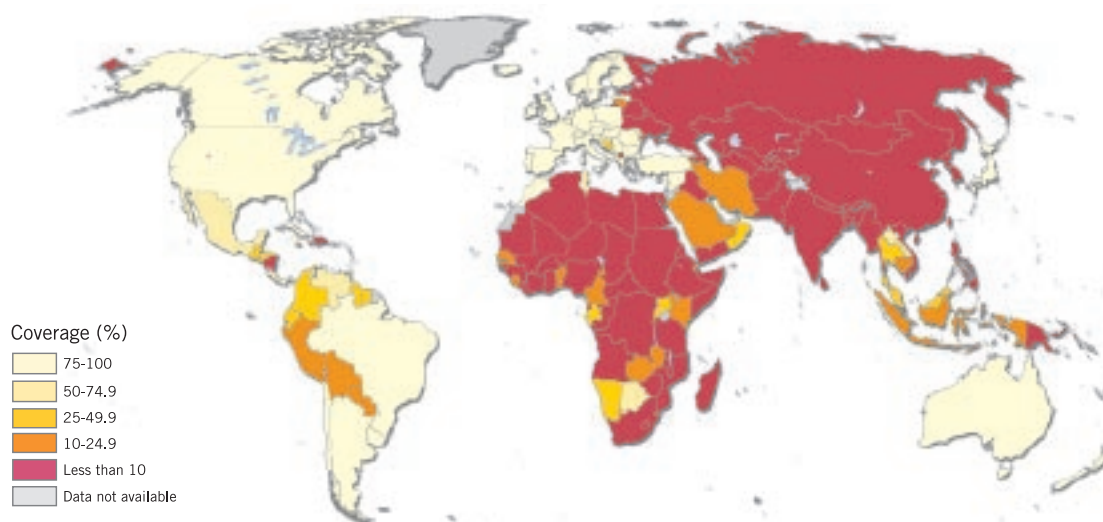 Coverage (%)
75-100
50-74.9
25-49.9
10-24.9
Less than 10
Data not available